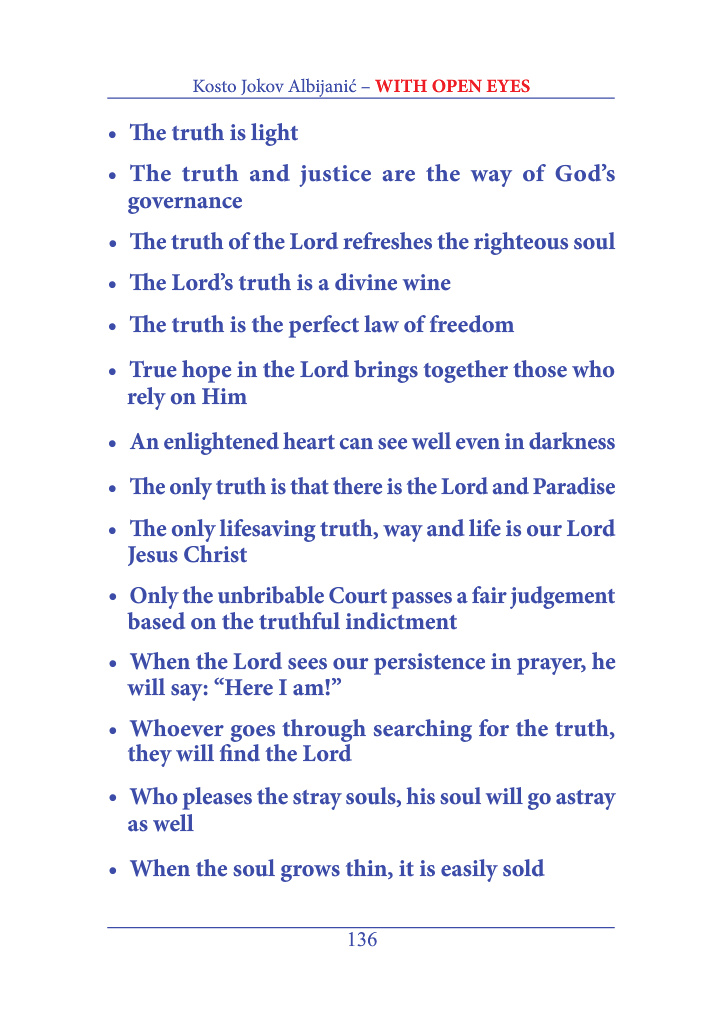 Kosto Jokov Albijanić – WITH OPEN EYES
• The truth is light
• The truth and justice are the way of God’s
governance
• The truth of the Lord refreshes the righteous soul
• The Lord’s truth is a divine wine
• The truth is the perfect law of freedom
• True hope in the Lord brings together those who
rely on Him
• An enlightened heart can see well even in darkness
• The only truth is that there is the Lord and Paradise
• The only lifesaving truth, way and life is our Lord
Jesus Christ
• Only the unbribable Court passes a fair judgement
based on the truthful indictment
• When the Lord sees our persistence in prayer, he
will say: “Here I am!”
• Whoever goes through searching for the truth,
they will find the Lord
• Who pleases the stray souls, his soul will go astray
as well
• When the soul grows thin, it is easily sold
136